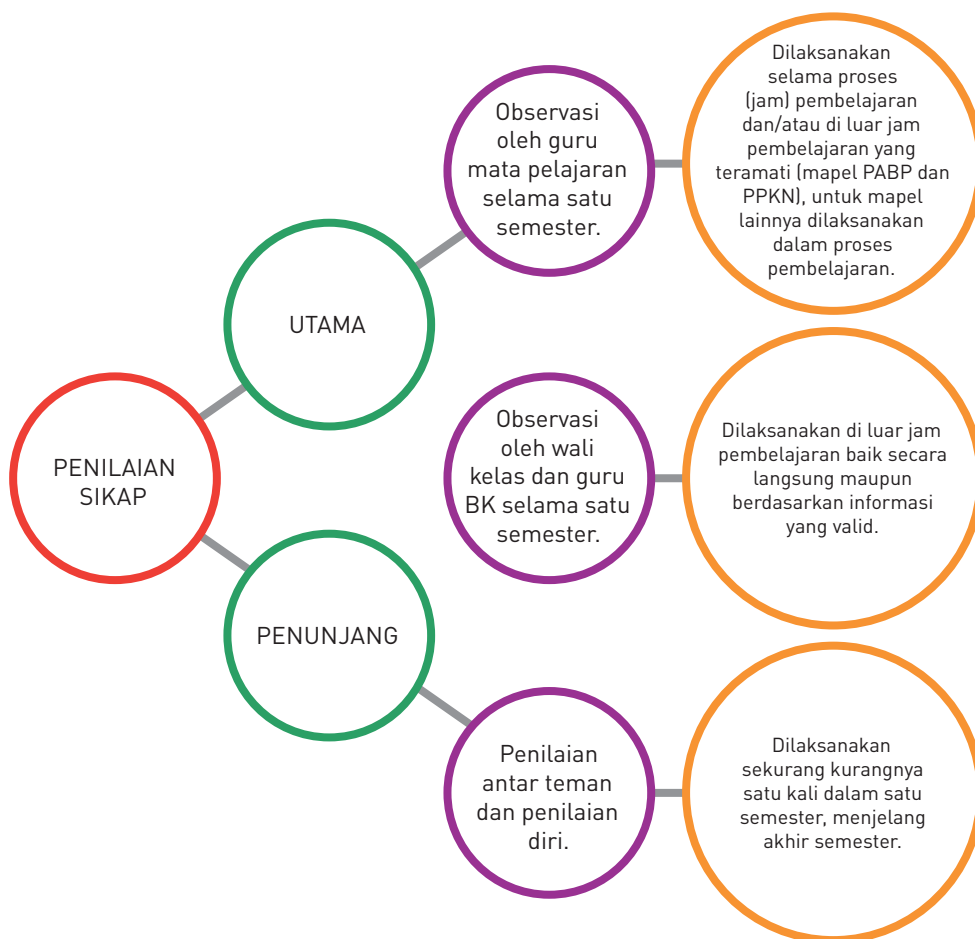 PENILAIAN
SIKAP
UTAMA
Observasi
oleh guru
mata pelajaran
selama satu
semester.
Dilaksanakan
selama proses
(jam) pembelajaran
dan/atau di luar jam
pembelajaran yang
teramati (mapel PABP dan
PPKN), untuk mapel
lainnya dilaksanakan
dalam proses
pembelajaran.
Observasi
oleh wali
kelas dan guru
BK selama satu
semester.
Dilaksanakan di luar jam
pembelajaran baik secara
langsung maupun
berdasarkan informasi
yang valid.
PENUNJANG
Penilaian
antar teman
dan penilaian
diri.
Dilaksanakan
sekurang kurangnya
satu kali dalam satu
semester, menjelang
akhir semester.